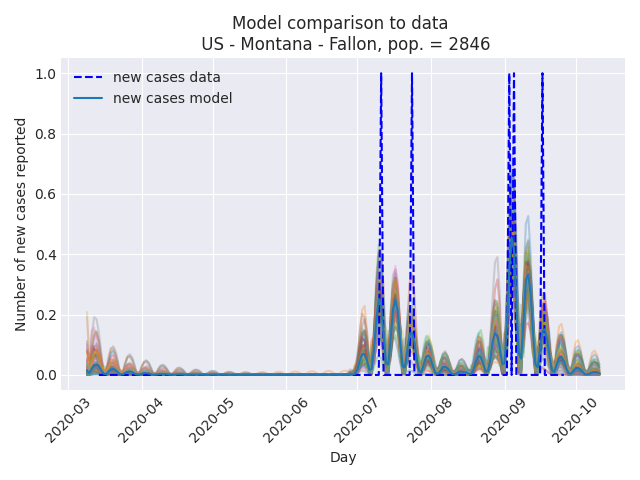 Model comparison to data
US - Montana - Fallon, pop. = 2846
new cases data
new cases model
Number of new cases reported
1.0
0.8
0.6
0.4
0.2
0.0
2020-03
2020-04
2020-05
2020-06
2020-07
2020-08
2020-09
2020-10
Day